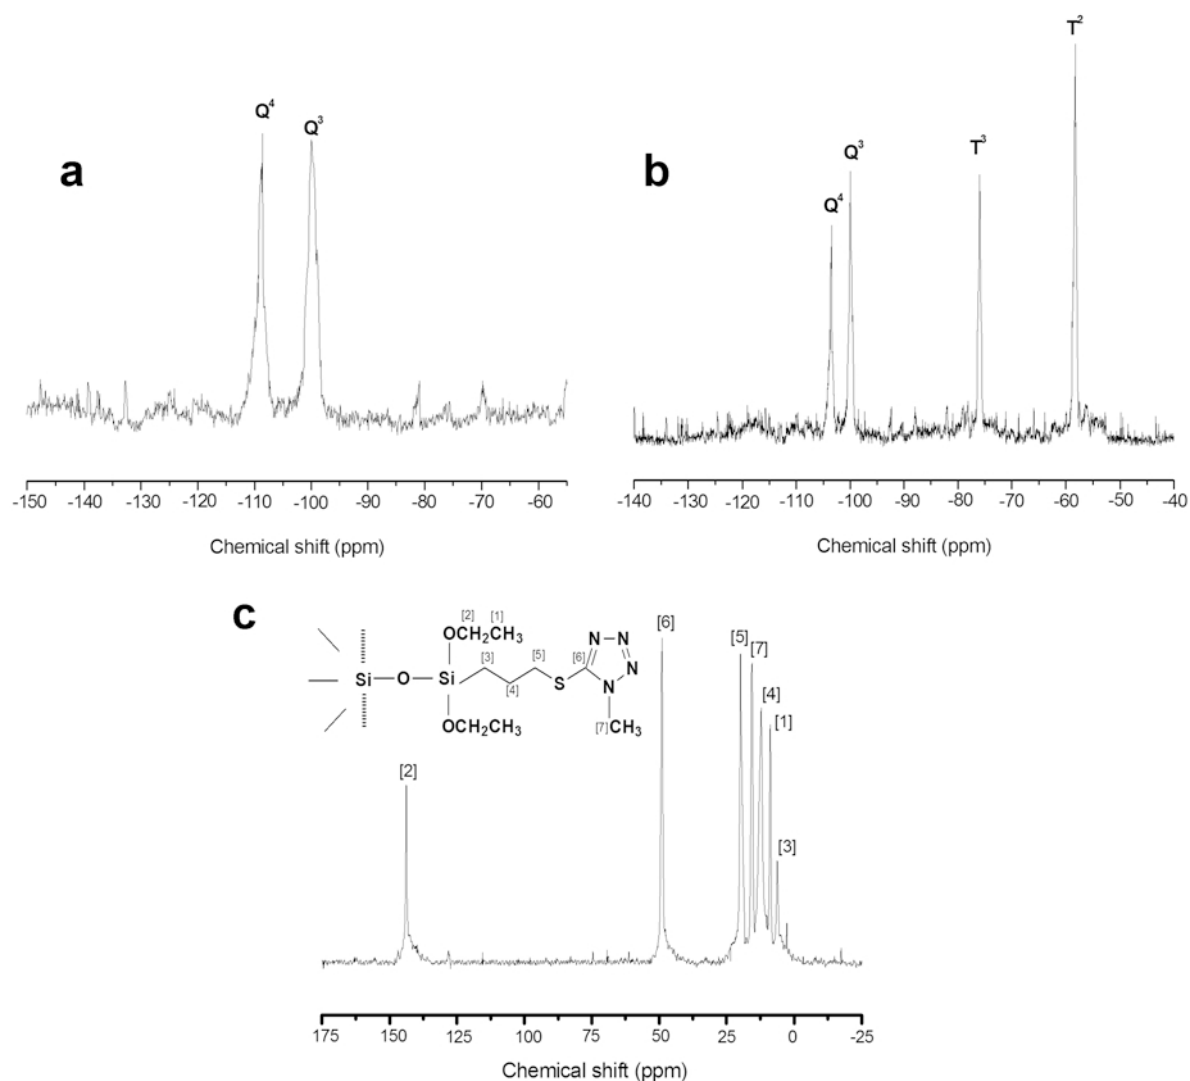 a
Q4
Q3
-150 -140 -130 -120 -110 -100 -90 -80 -70 -60
Chemical shift (ppm)
b
Q4
Q3
T3
T2
-140 -130 -120 -110 -100 -90 -80 -70 -60 -50 -40
Chemical shift (ppm)
c
[2] [1]
OCH2CH3
[3] [5] [6] N N
Si O Si N
[4] S N
OCH2CH3 [7]CH3
[2]
[6]
[5]
[7]
[4]
[1]
[3]
175 150 125 100 75 50 25 0 -25
Chemical shift (ppm)